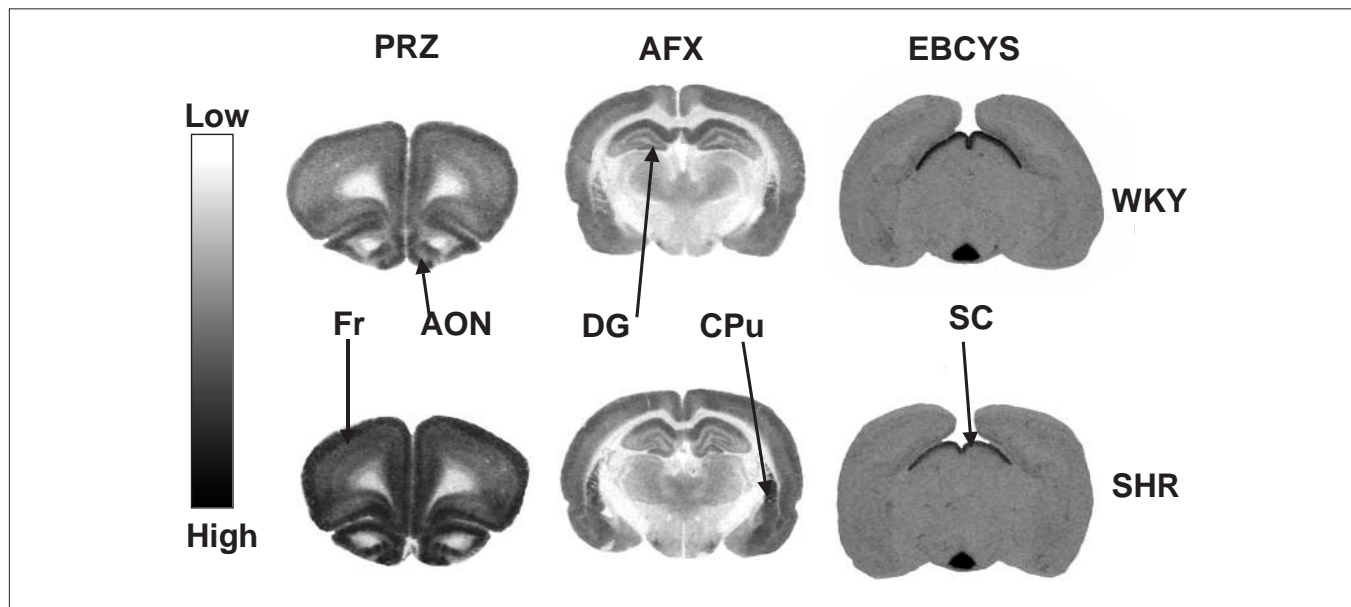 PRZ AFX EBCYS
Low
WKY
Fr AON DG CPu SC
SHR
High